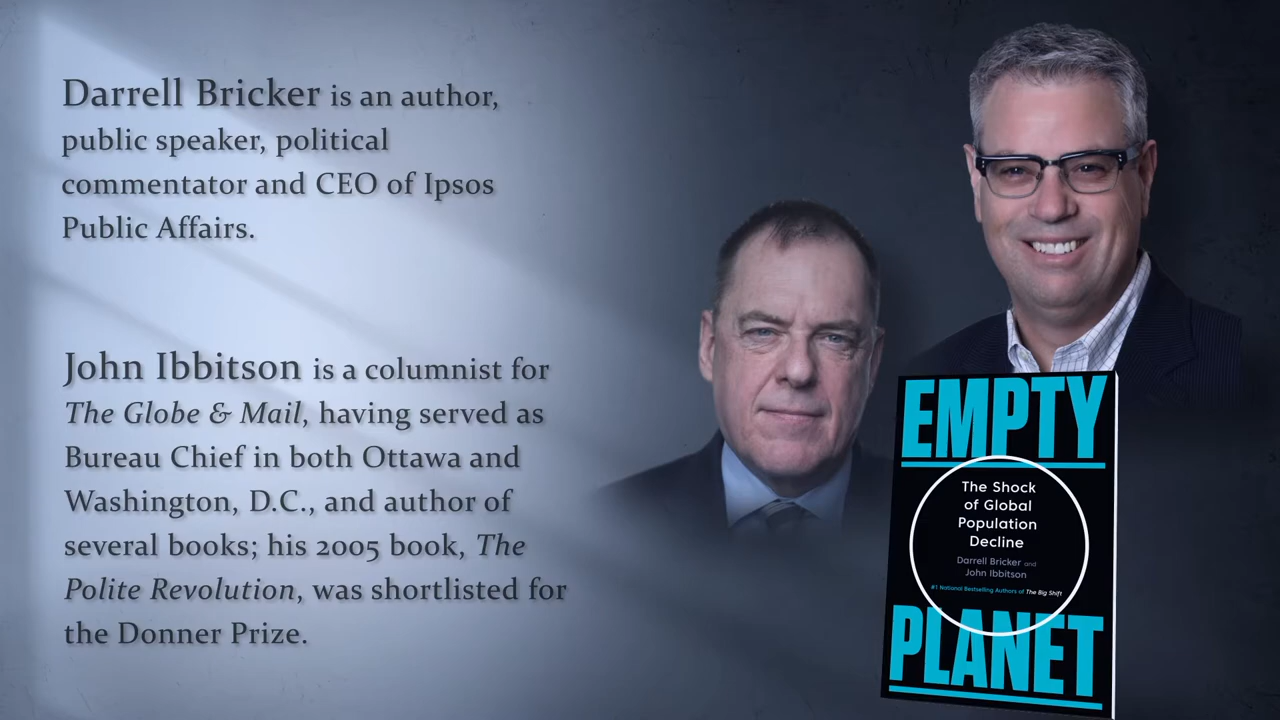 Darrell Bricker is an author,
public speaker, political
commentator and CEO of Ipsos
Public Affairs.
John Ibbitson is a columnist for
The Globe & Mail, having served as
Bureau Chief in both Ottawa and
Washington, D.C., and author of
several books; his 2005 book, The
Polite Revolution, was shortlisted for
the Donner Prize.
EMPTY
The Shock
of Global
Population
Decline
Darrell Bricker and
John Ibbitson
#1 National Bestselling Authors of The Big Shift
PLANET